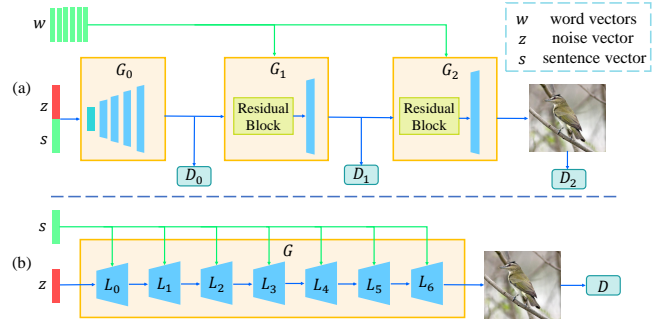 w
w word vectors
z noise vector
s sentence vector
(a)
G₀
G₁
G₂
z
s
Residual
Block
Residual
Block
D₀
D₁
D₂
s
G
(b)
z
L₀
L₁
L₂
L₃
L₄
L₅
L₆
D